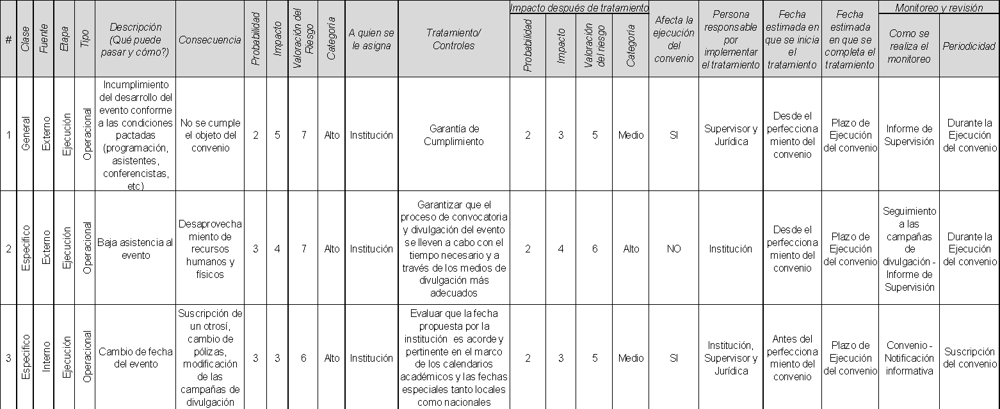 Impacto después de tratamiento
Monitoreo y revisión
#
Clase
Fuente
Etapa
Tipo
Descripción
(Qué puede
pasar y cómo?)
Consecuencia
Probabilidad
Impacto
Valoración del
Riesgo
Categoría
A quien se
le asigna
Tratamiento/
Controles
Probabilidad
Impacto
Valoración
del riesgo
Categoría
Afecta la
ejecución
del
convenio
Persona
responsable
por
implementar
el tratamiento
Fecha
estimada en
que se inicia
el
tratamiento
Fecha
estimada
en que se
completa el
tratamiento
Como se
realiza el
monitoreo
Periodicidad
1
General
Externo
Ejecución
Operacional
Incumplimiento
del desarrollo del
evento conforme
a las condiciones
pactadas
(programación,
asistentes,
conferencistas,
etc)
No se cumple
el objeto del
convenio
2
5
7
Alto
Institución
Garantía de
Cumplimiento
2
3
5
Medio
SI
Supervisor y
Jurídica
Desde el
perfecciona
miento del
convenio
Plazo de
Ejecución
del convenio
Informe de
Supervisión
Durante la
Ejecución
del convenio
2
Especifico
Externo
Ejecución
Operacional
Baja asistencia al
evento
Desaprovecha
miento de
recursos
humanos y
físicos
3
4
7
Alto
Institución
Garantizar que el
proceso de convocatoria
y divulgación del evento
se lleven a cabo con el
tiempo necesario y a
través de los medios de
divulgación más
adecuados
2
4
6
Alto
NO
Institución
Desde el
perfecciona
miento del
convenio
Plazo de
Ejecución
del convenio
Seguimiento
a las
campañas
de
divulgación -
Informe de
Supervisión
Durante la
Ejecución
del convenio
3
Especifico
Interno
Ejecución
Operacional
Cambio de fecha
del evento
Suscripción de
un otrosí,
cambio de
pólizas,
modificación
de las
campañas de
divulgación
3
3
6
Alto
Institución
Evaluar que la fecha
propuesta por la
institución es acorde y
pertinente en el marco
de los calendarios
académicos y las fechas
especiales tanto locales
como nacionales
2
3
5
Medio
SI
Institución,
Supervisor y
Jurídica
Antes del
perfecciona
miento del
convenio
Plazo de
Ejecución
del convenio
Convenio -
Notificación
informativa
Suscripción
del convenio